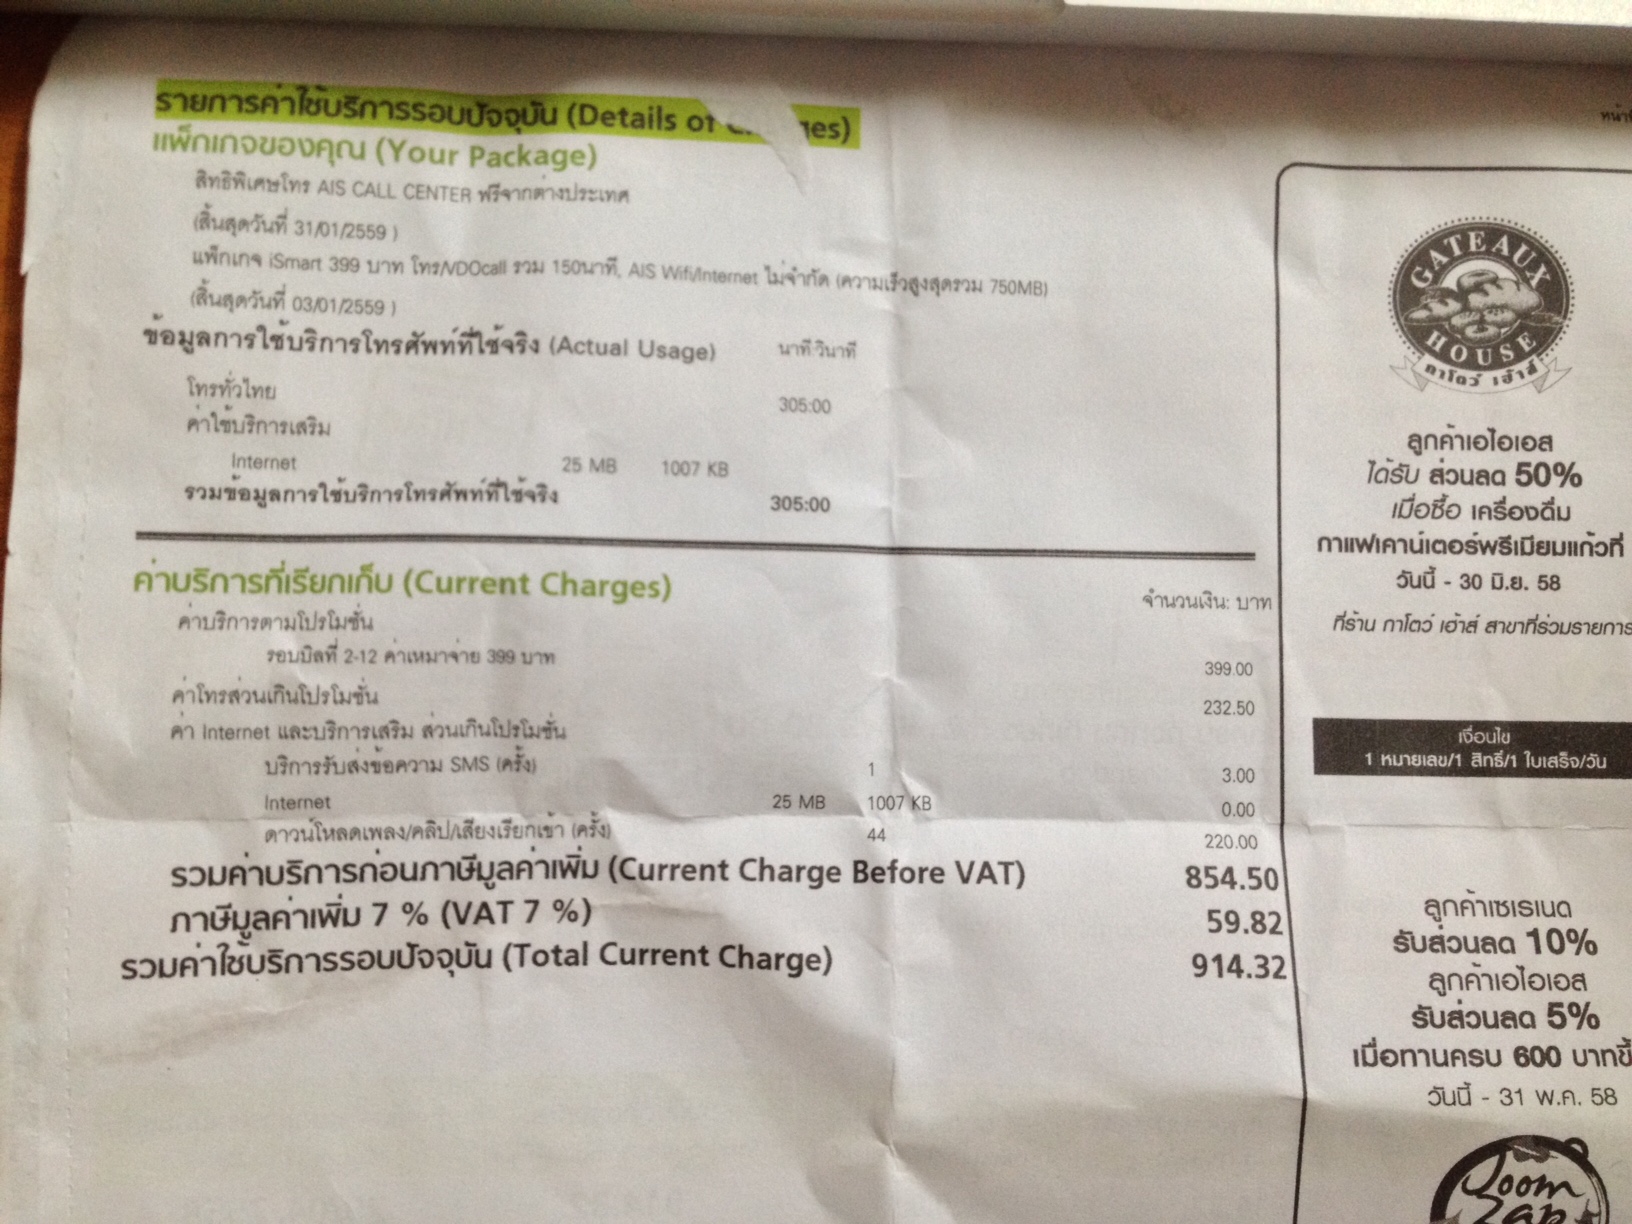 รายการค่าใช้บริการรอบปัจจุบัน (Details of
แพ็กเกจของคุณ (Your Package)
สิทธิพิเศษโทร AIS CALL CENTER ฟรีจากต่างประเทศ
(สิ้นสุดวันที่ 31/01/2559 )
แพ็กเกจ iSmart 399 บาท โทร/VDOcall รวม 150นาที, AIS Wifi/Internet ไม่จำกัด (ความเร็วสูงสุดรวม 750MB)
(สิ้นสุดวันที่ 03/01/2559 )
ข้อมูลการใช้บริการโทรศัพท์ที่ใช้จริง (Actual Usage) นาที:วินาที
โทรทั่วไทย 305:00
ค่าใช้บริการเสริม
Internet 25 MB 1007 KB
รวมข้อมูลการใช้บริการโทรศัพท์ที่ใช้จริง 305:00
ค่าบริการที่เรียกเก็บ (Current Charges) จำนวนเงิน: บาท
ค่าบริการตามโปรโมชั่น
รอบบิลที่ 2-12 ค่าเหมาจ่าย 399 บาท 399.00
ค่าโทรส่วนเกินโปรโมชั่น 232.50
ค่า Internet และบริการเสริม ส่วนเกินโปรโมชั่น
บริการรับส่งข้อความ SMS (ครั้ง) 1 3.00
Internet 25 MB 1007 KB 0.00
ดาวน์โหลดเพลง/คลิป/เสียงเรียกเข้า (ครั้ง) 44 220.00
รวมค่าบริการก่อนภาษีมูลค่าเพิ่ม (Current Charge Before VAT) 854.50
ภาษีมูลค่าเพิ่ม 7 % (VAT 7 %) 59.82
รวมค่าใช้บริการรอบปัจจุบัน (Total Current Charge) 914.32
GATEAUX
HOUSE
กาโตว์ เฮ้าส์
ลูกค้าเอไอเอส
ได้รับ ส่วนลด 50%
เมื่อซื้อ เครื่องดื่ม
กาแฟเคาน์เตอร์พรีเมียมแก้วที่
วันนี้ - 30 มิ.ย. 58
ที่ร้าน กาโตว์ เฮ้าส์ สาขาที่ร่วมรายการ
เงื่อนไข
1 หมายเลข/1 สิทธิ์/1 ใบเสร็จ/วัน
ลูกค้าเซเรเนด
รับส่วนลด 10%
ลูกค้าเอไอเอส
รับส่วนลด 5%
เมื่อทานครบ 600 บาท
วันนี้ - 31 พ.ค. 58